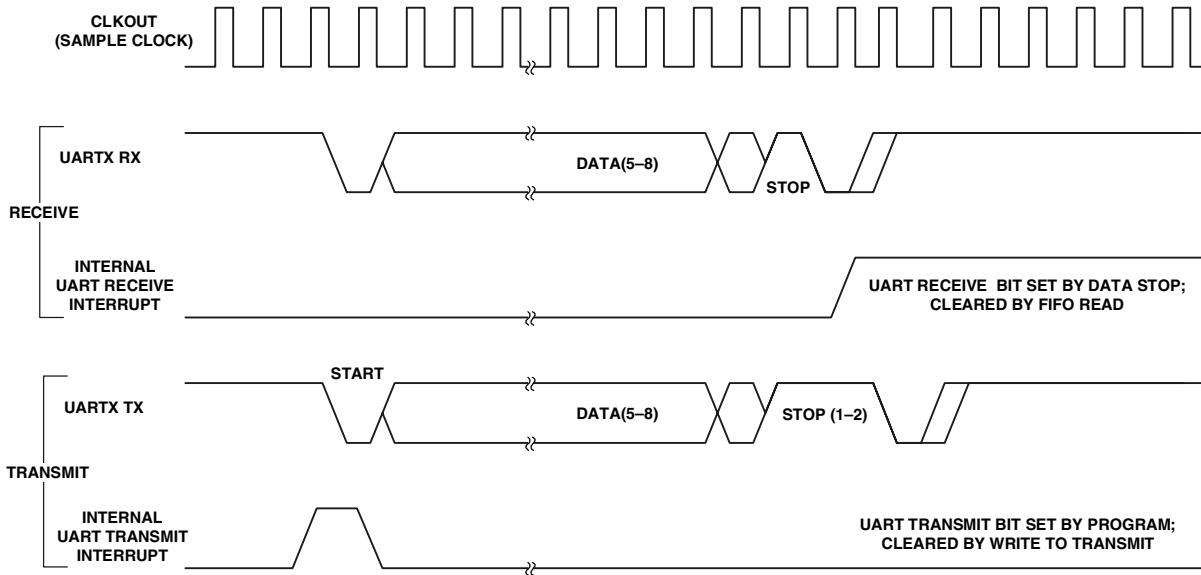 CLKOUT
(SAMPLE CLOCK)
UARTX RX
DATA(5–8)
STOP
RECEIVE
INTERNAL
UART RECEIVE
INTERRUPT
UART RECEIVE BIT SET BY DATA STOP;
CLEARED BY FIFO READ
START
UARTX TX
DATA(5–8)
STOP (1–2)
TRANSMIT
INTERNAL
UART TRANSMIT
INTERRUPT
UART TRANSMIT BIT SET BY PROGRAM;
CLEARED BY WRITE TO TRANSMIT